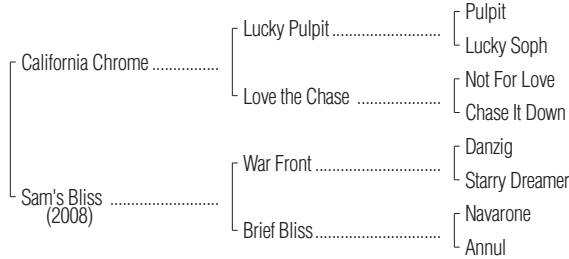 Pulpit
Lucky Pulpit
Lucky Soph
California Chrome
Not For Love
Love the Chase
Chase It Down
Danzig
War Front
Starry Dreamer
Sam's Bliss
(2008)
Navarone
Brief Bliss
Annul